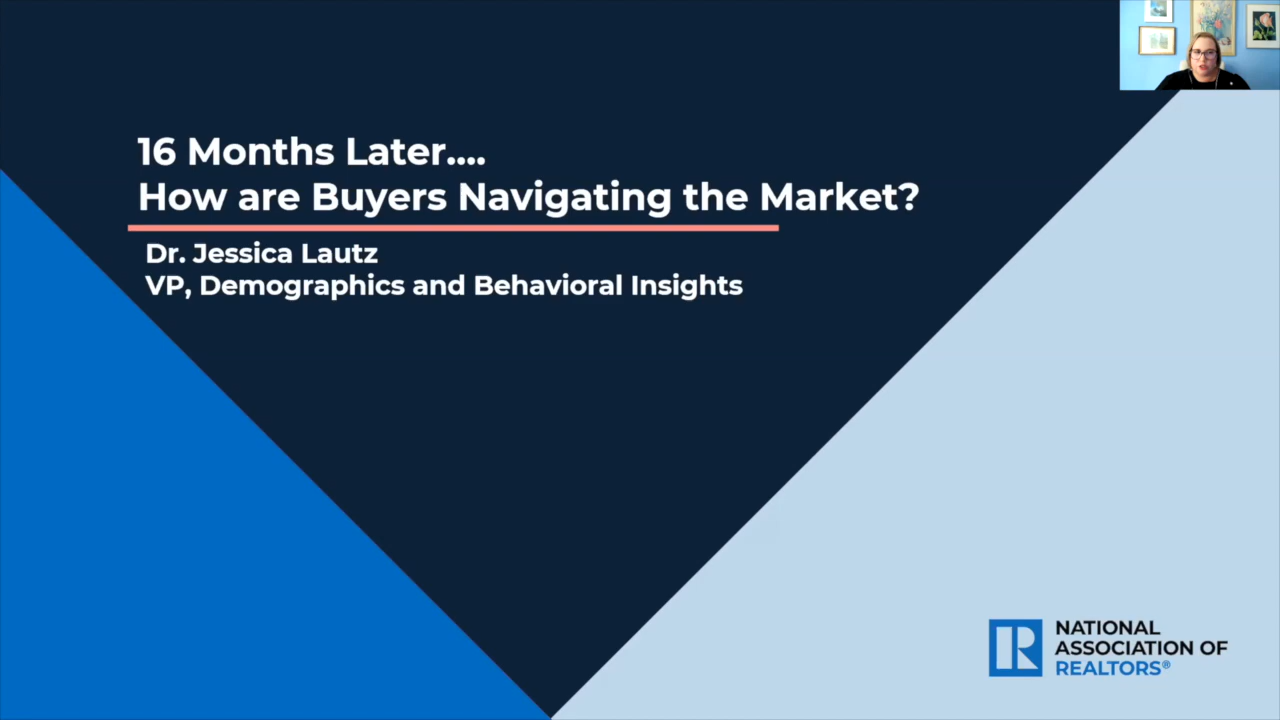 16 Months Later....
How are Buyers Navigating the Market?
Dr. Jessica Lautz
VP, Demographics and Behavioral Insights
NATIONAL
ASSOCIATION OF
REALTORS®